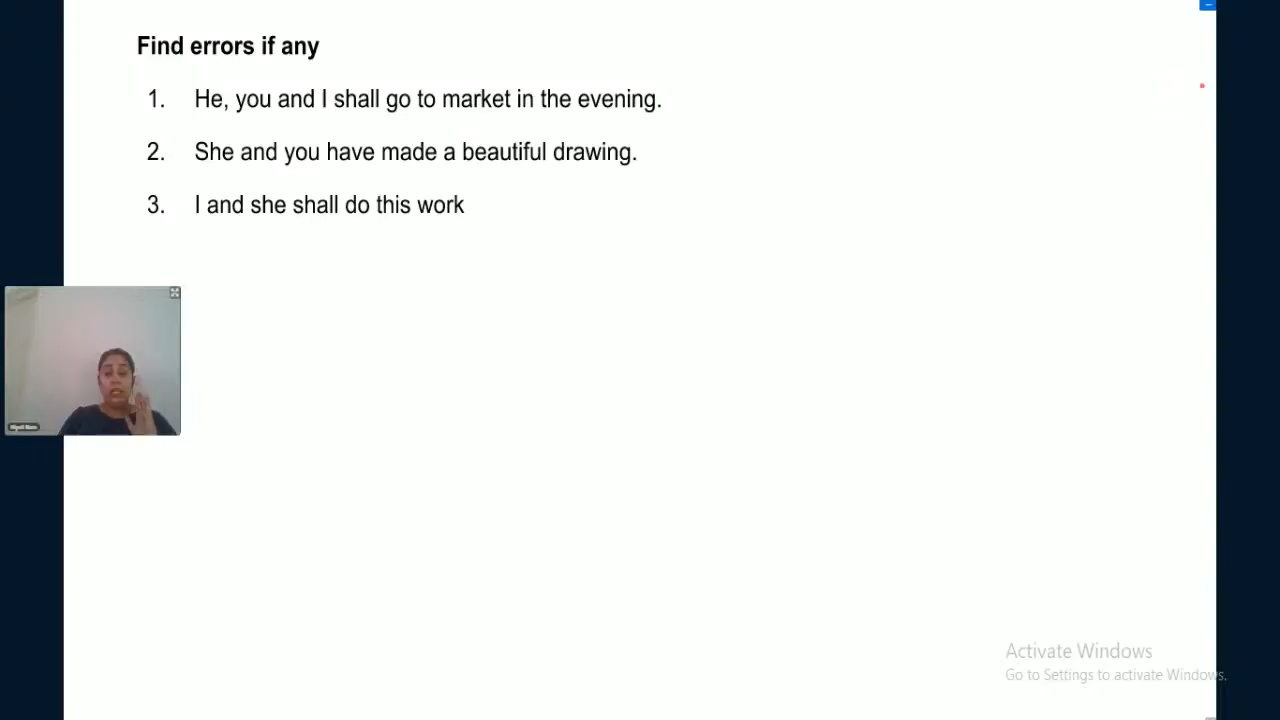 Find errors if any
1. He, you and I shall go to market in the evening.
2. She and you have made a beautiful drawing.
3. I and she shall do this work
Activate Windows
Go to Settings to activate Windows.